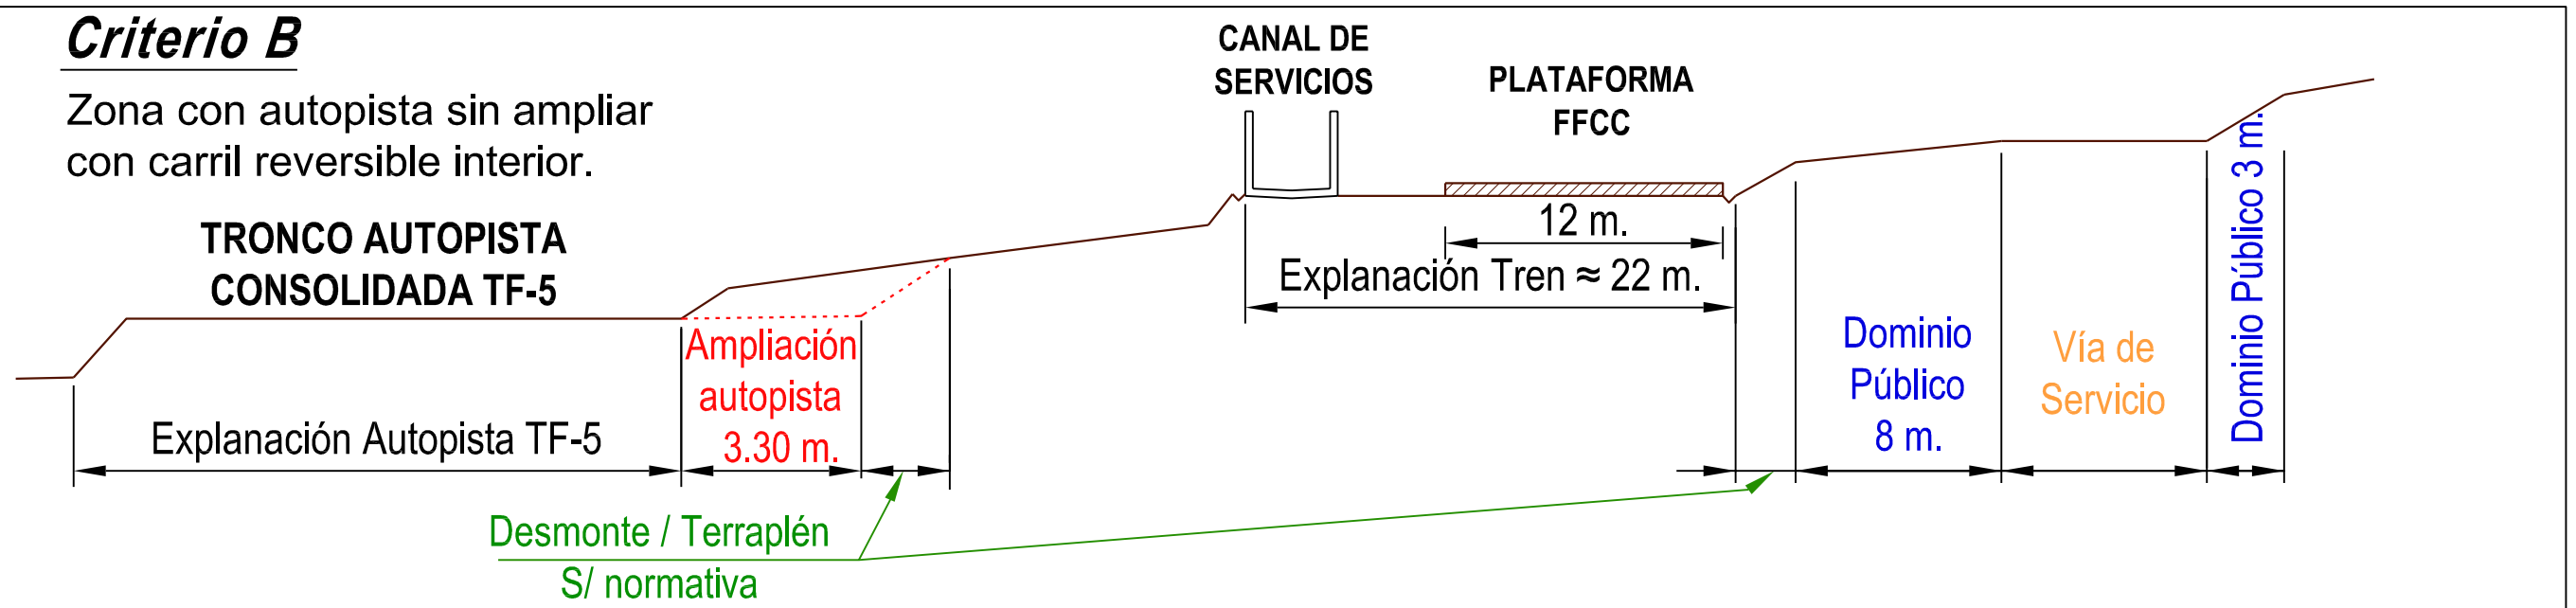 Criterio B
Zona con autopista sin ampliar
con carril reversible interior.
TRONCO AUTOPISTA
CONSOLIDADA TF-5
CANAL DE
SERVICIOS
PLATAFORMA
FFCC
12 m.
Explanación Tren ≈ 22 m.
Explanación Autopista TF-5
Ampliación
autopista
3.30 m.
Dominio
Público
8 m.
Vía de
Servicio
Dominio Público 3 m.
Desmonte / Terraplén
S/ normativa